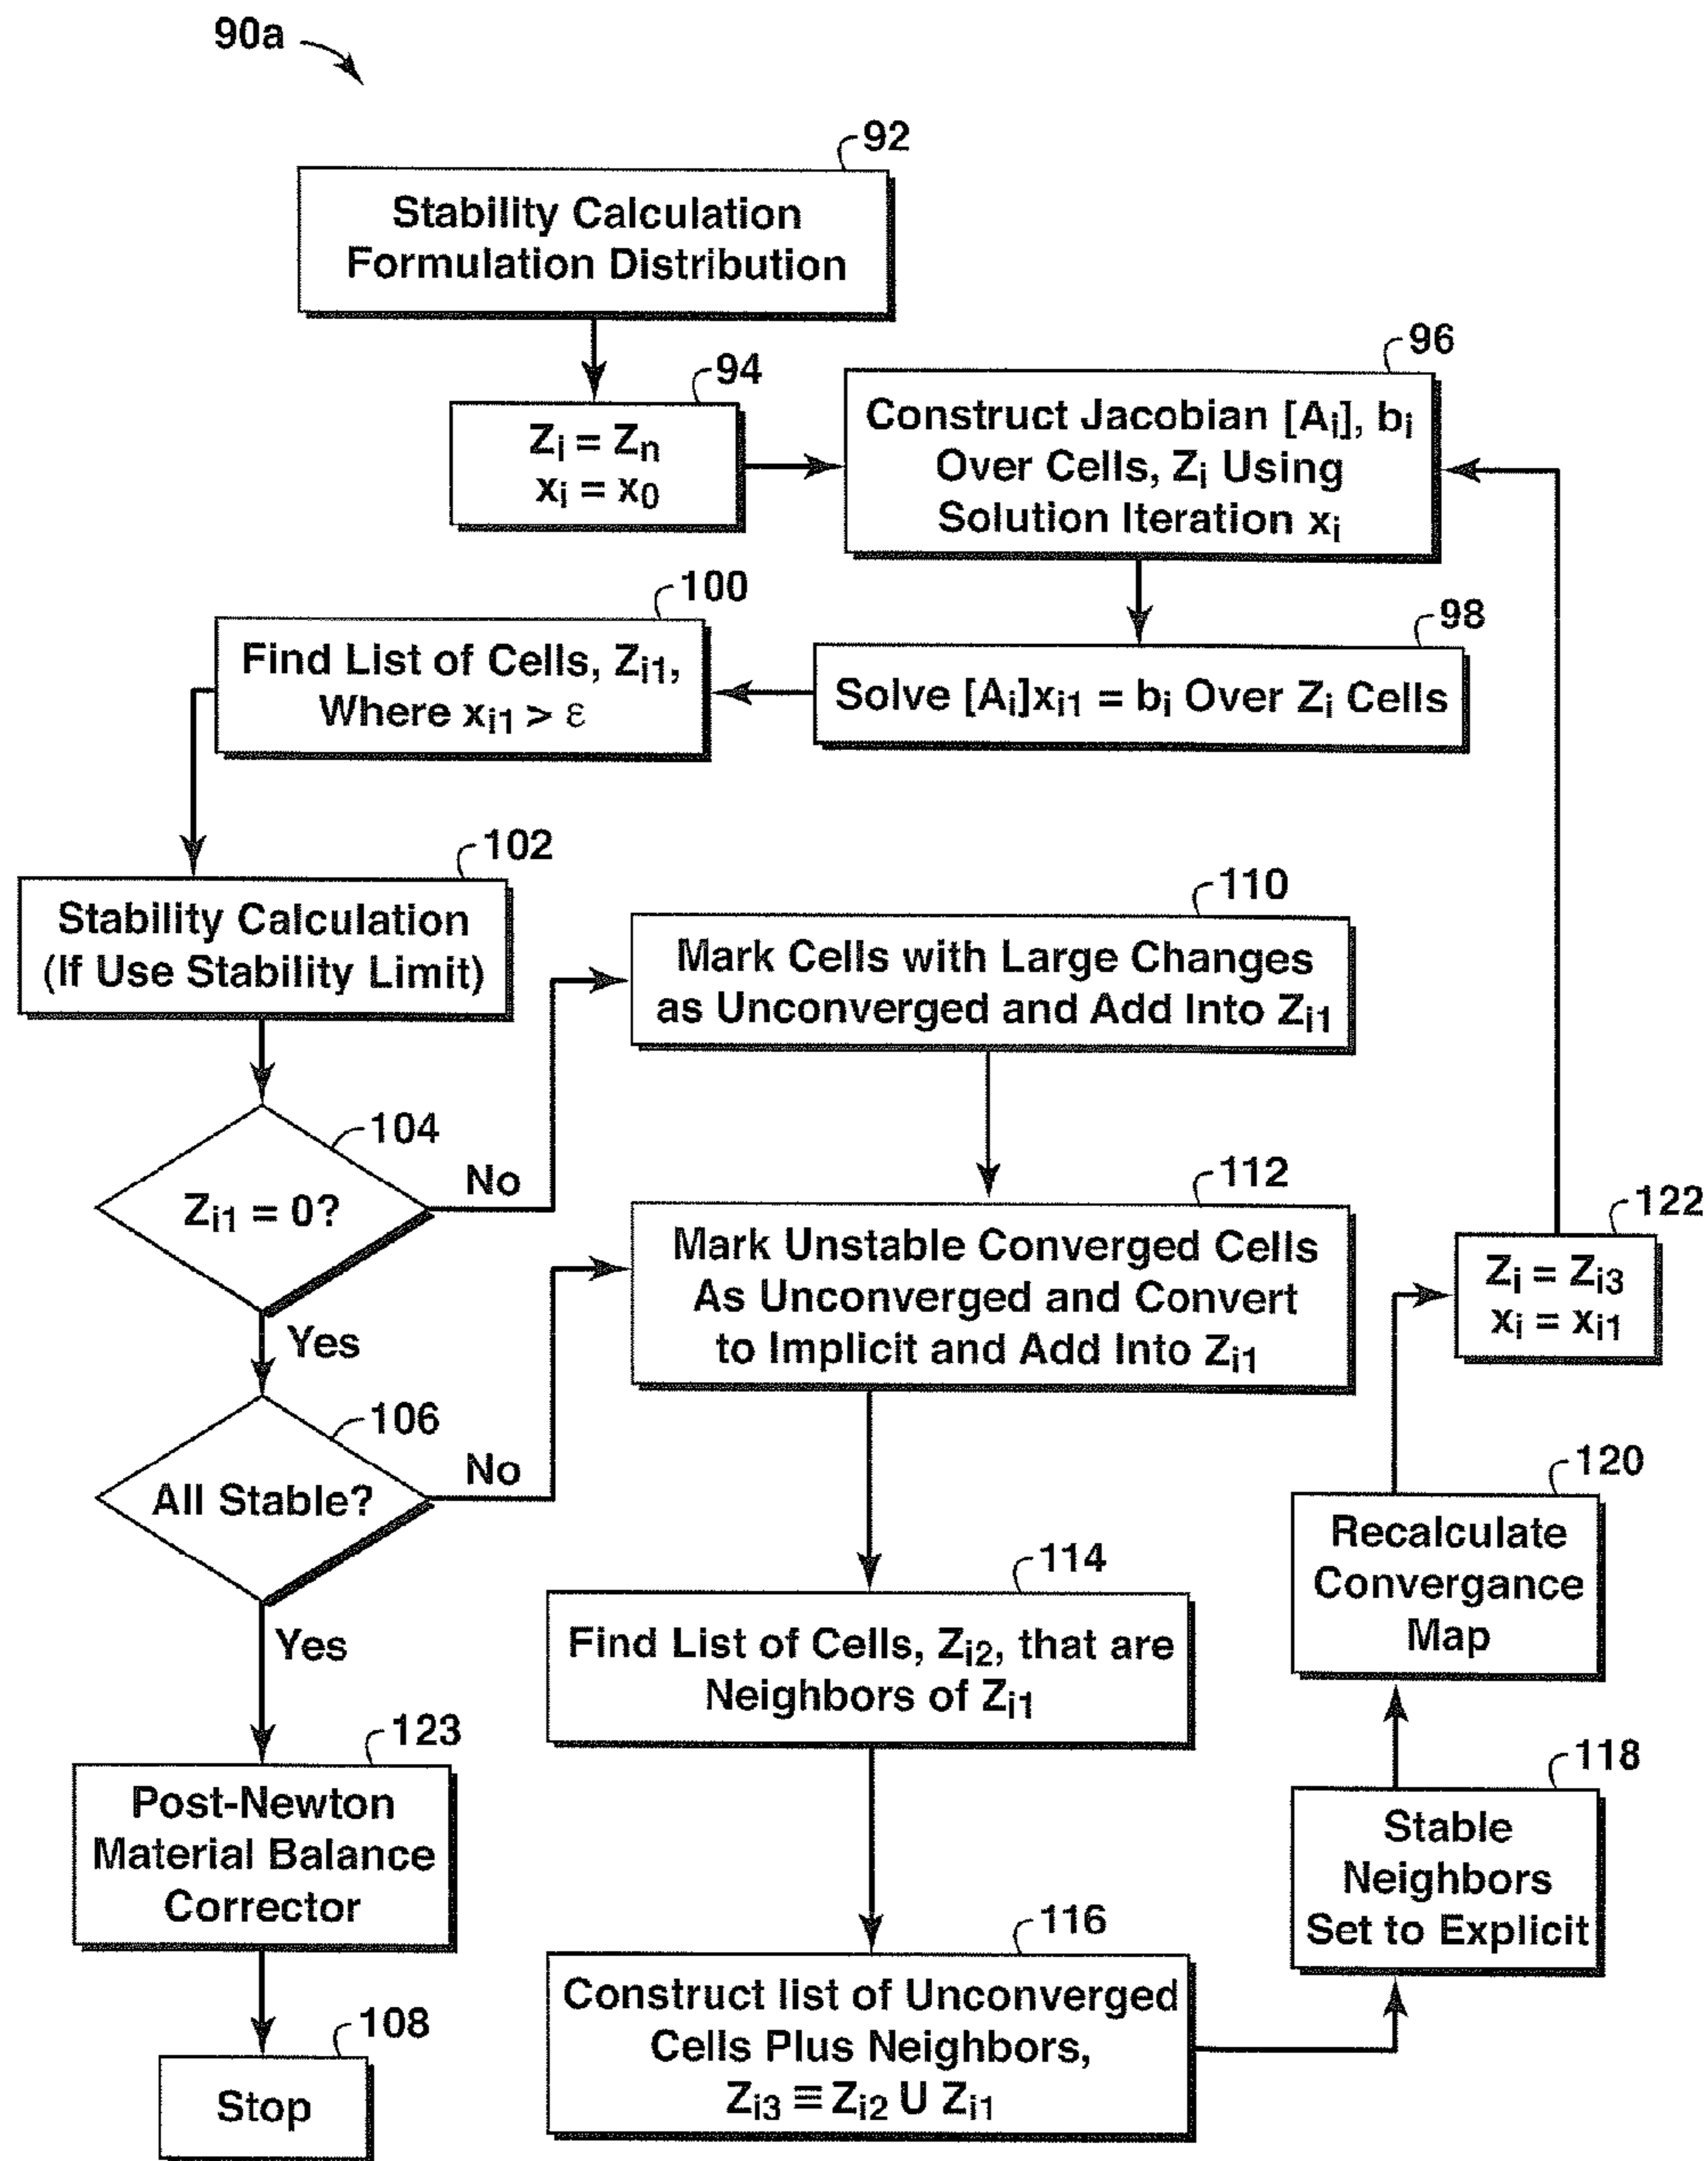 90a
92
Stability Calculation
Formulation Distribution
94
Zi = Zn
xi = x0
96
Construct Jacobian [Ai], bi
Over Cells, Zi Using
Solution Iteration xi
98
Solve [Ai]xi1 = bi Over Zi Cells
100
Find List of Cells, Zi1,
Where xi1 > ε
102
Stability Calculation
(If Use Stability Limit)
104
Zi1 = 0?
No
Yes
106
All Stable?
No
Yes
123
Post-Newton
Material Balance
Corrector
108
Stop
110
Mark Cells with Large Changes
as Unconverged and Add Into Zi1
112
Mark Unstable Converged Cells
As Unconverged and Convert
to Implicit and Add Into Zi1
114
Find List of Cells, Zi2, that are
Neighbors of Zi1
116
Construct list of Unconverged
Cells Plus Neighbors,
Zi3 ≡ Zi2 U Zi1
118
Stable
Neighbors
Set to Explicit
120
Recalculate
Convergance
Map
122
Zi = Zi3
xi = xi1